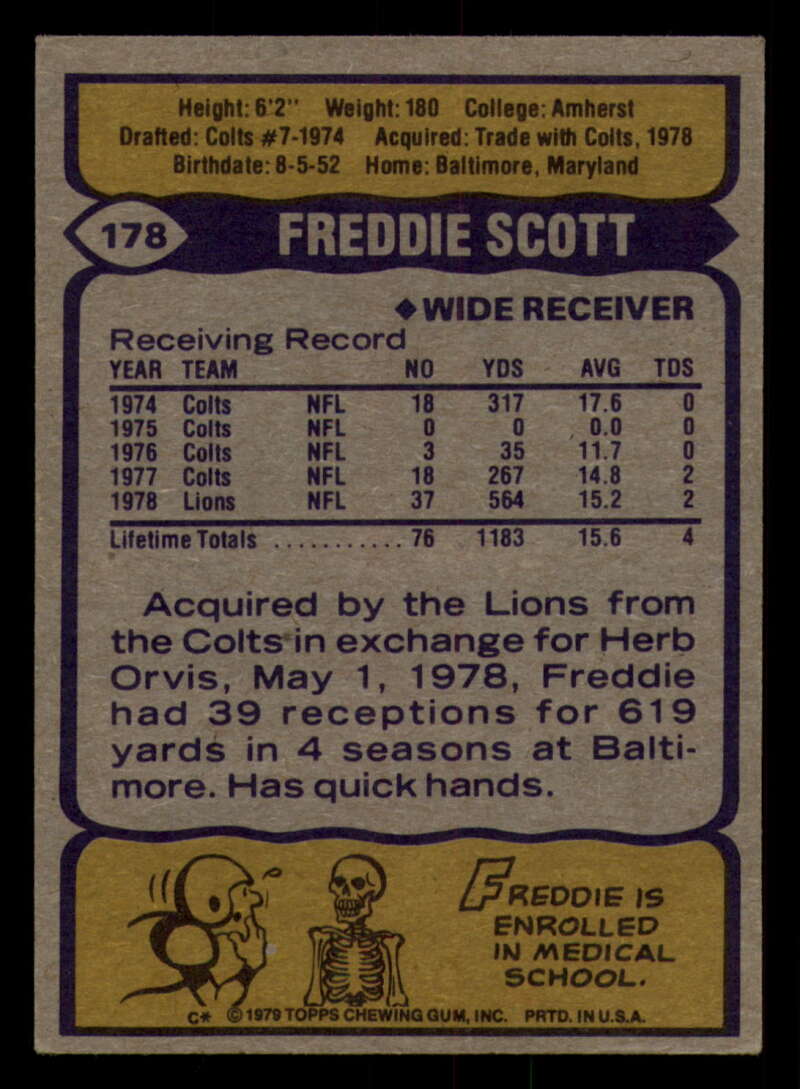 Height: 6'2" Weight: 180 College: Amherst
Drafted: Colts #7-1974 Acquired: Trade with Colts, 1978
Birthdate: 8-5-52 Home: Baltimore, Maryland
178 FREDDIE SCOTT
◆WIDE RECEIVER
Receiving Record
YEAR TEAM NO YDS AVG TDS
1974 Colts NFL 18 317 17.6 0
1975 Colts NFL 0 0 0.0 0
1976 Colts NFL 3 35 11.7 0
1977 Colts NFL 18 267 14.8 2
1978 Lions NFL 37 564 15.2 2
Lifetime Totals ........... 76 1183 15.6 4
Acquired by the Lions from
the Colts in exchange for Herb
Orvis, May 1, 1978, Freddie
had 39 receptions for 619
yards in 4 seasons at Balti-
more. Has quick hands.
FREDDIE IS
ENROLLED
IN MEDICAL
SCHOOL.
C* © 1979 TOPPS CHEWING GUM, INC. PRTD. IN U.S.A.